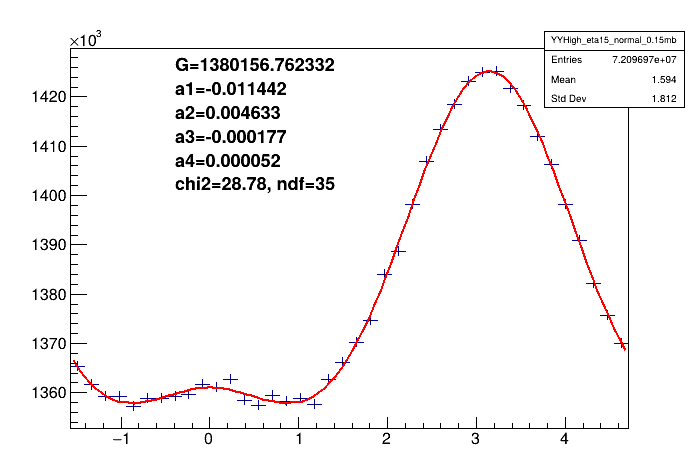 ×10³
YYHigh_eta15_normal_0.15mb
Entries 7.209697e+07
Mean 1.594
Std Dev 1.812
G=1380156.762332
a1=-0.011442
a2=0.004633
a3=-0.000177
a4=0.000052
chi2=28.78, ndf=35
1420
1410
1400
1390
1380
1370
1360
−1 0 1 2 3 4